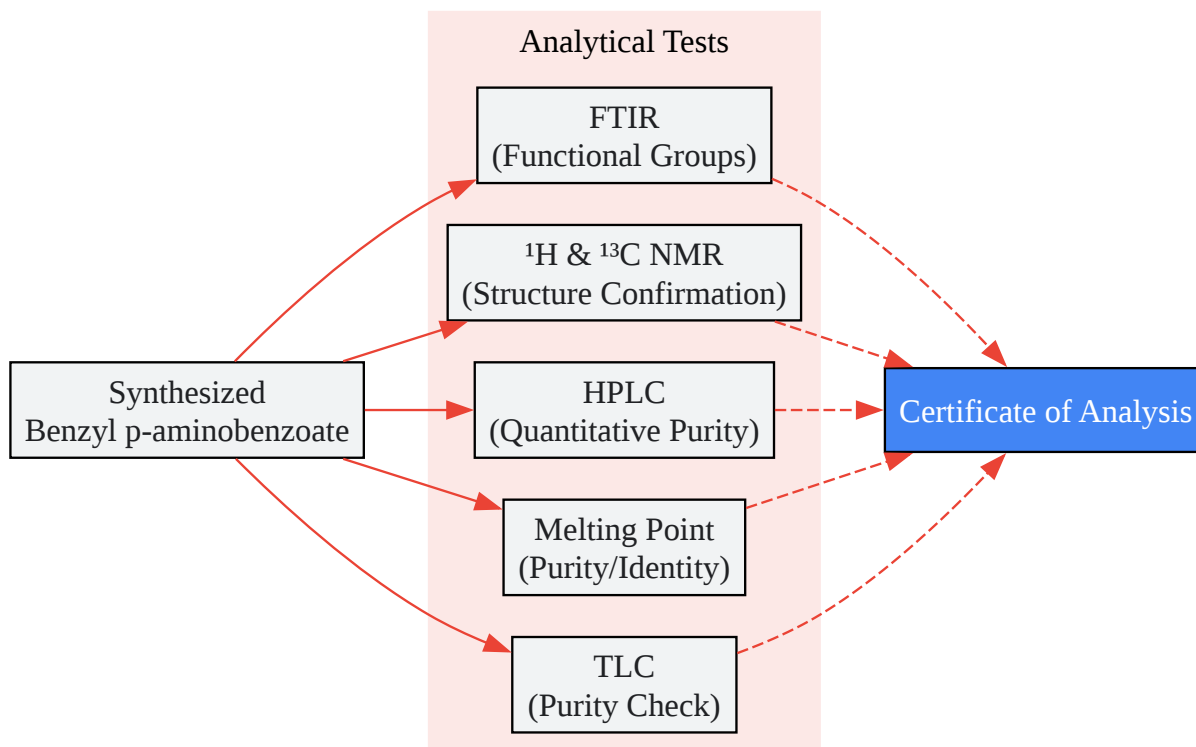 Analytical Tests
FTIR
(Functional Groups)
¹H & ¹³C NMR
(Structure Confirmation)
Synthesized
Benzyl p-aminobenzoate
HPLC
(Quantitative Purity)
Certificate of Analysis
Melting Point
(Purity/Identity)
TLC
(Purity Check)